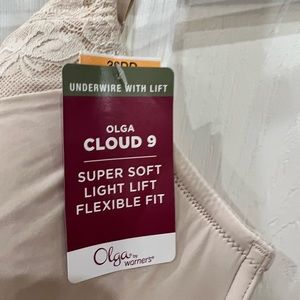 UNDERWIRE WITH LIFT
OLGA
CLOUD 9
SUPER SOFT
LIGHT LIFT
FLEXIBLE FIT
Olga by
warners®